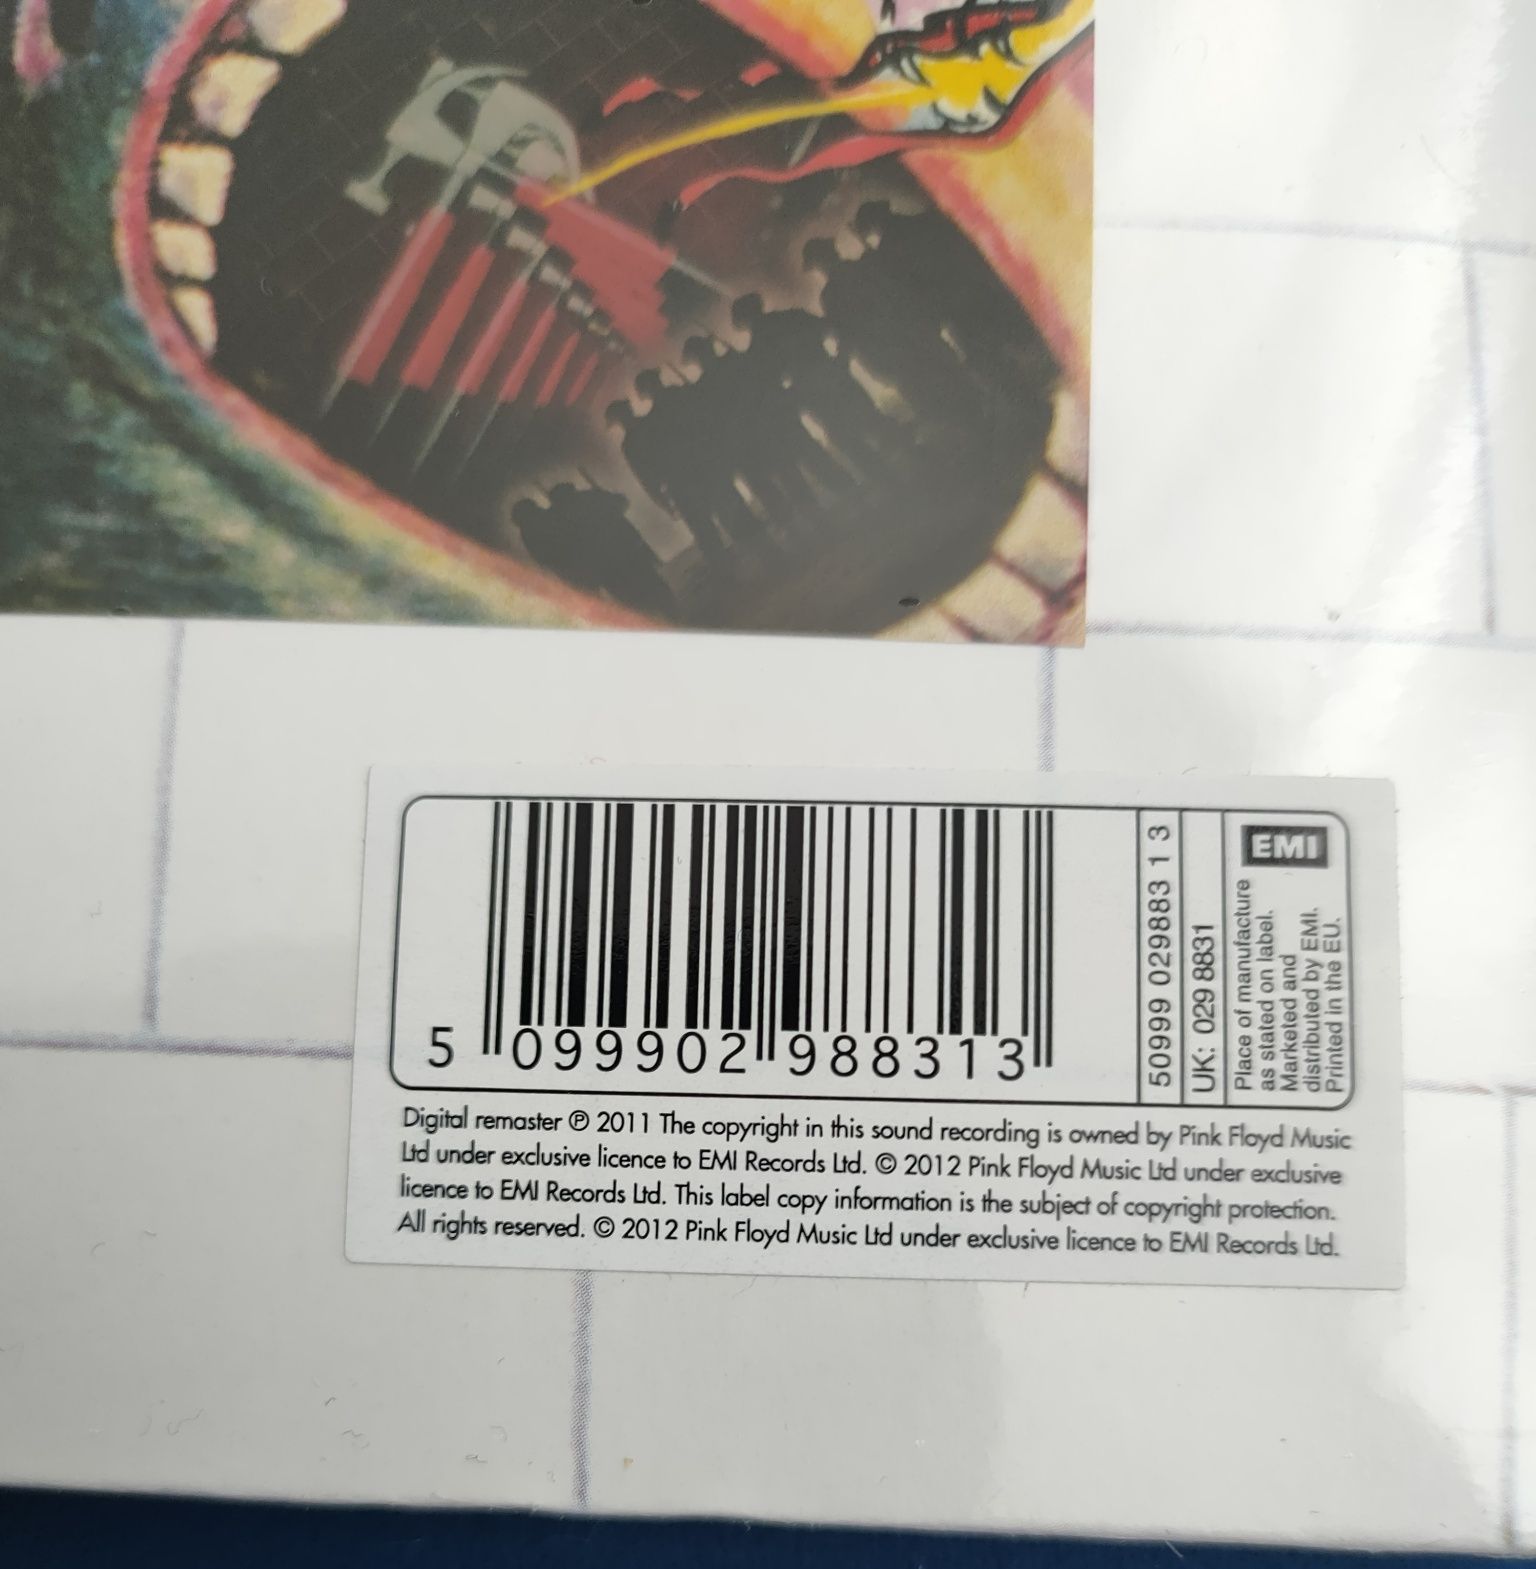 5 099902 988313
50999 029883 1 3
UK: 029 8831
EMI
Place of manufacture
as stated on label.
Marketed and
distributed by EMI.
Printed in the EU.
Digital remaster ℗ 2011 The copyright in this sound recording is owned by Pink Floyd Music
Ltd under exclusive licence to EMI Records Ltd. © 2012 Pink Floyd Music Ltd under exclusive
licence to EMI Records Ltd. This label copy information is the subject of copyright protection.
All rights reserved. © 2012 Pink Floyd Music Ltd under exclusive licence to EMI Records Ltd.